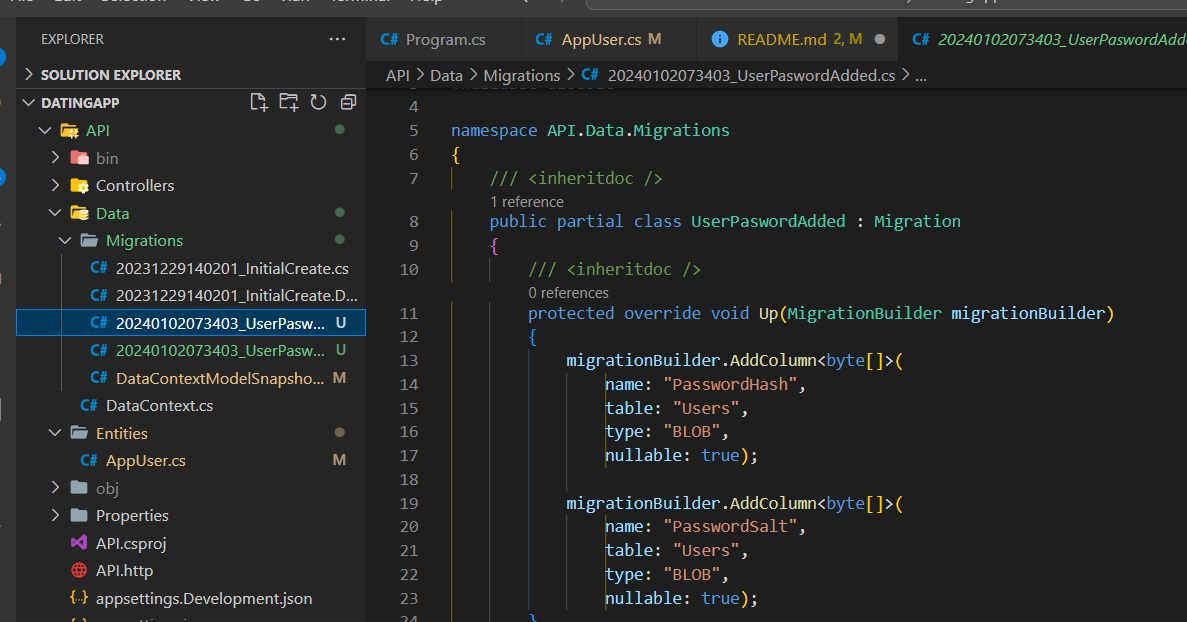 EXPLORER
SOLUTION EXPLORER
DATINGAPP
API
bin
Controllers
Data
Migrations
C# 20231229140201_InitialCreate.cs
C# 20231229140201_InitialCreate.D...
C# 20240102073403_UserPasw... U
C# 20240102073403_UserPasw... U
C# DataContextModelSnapsho... M
C# DataContext.cs
Entities
C# AppUser.cs M
obj
Properties
API.csproj
API.http
{..} appsettings.Development.json
C# Program.cs
C# AppUser.cs M
README.md 2, M
C# 20240102073403_UserPaswordAdde
API > Data > Migrations > C# 20240102073403_UserPaswordAdded.cs > ...
4
5 namespace API.Data.Migrations
6 {
7 /// <inheritdoc />
1 reference
8 public partial class UserPaswordAdded : Migration
9 {
10 /// <inheritdoc />
0 references
11 protected override void Up(MigrationBuilder migrationBuilder)
12 {
13 migrationBuilder.AddColumn<byte[]>(
14 name: "PasswordHash",
15 table: "Users",
16 type: "BLOB",
17 nullable: true);
18
19 migrationBuilder.AddColumn<byte[]>(
20 name: "PasswordSalt",
21 table: "Users",
22 type: "BLOB",
23 nullable: true);
24 }